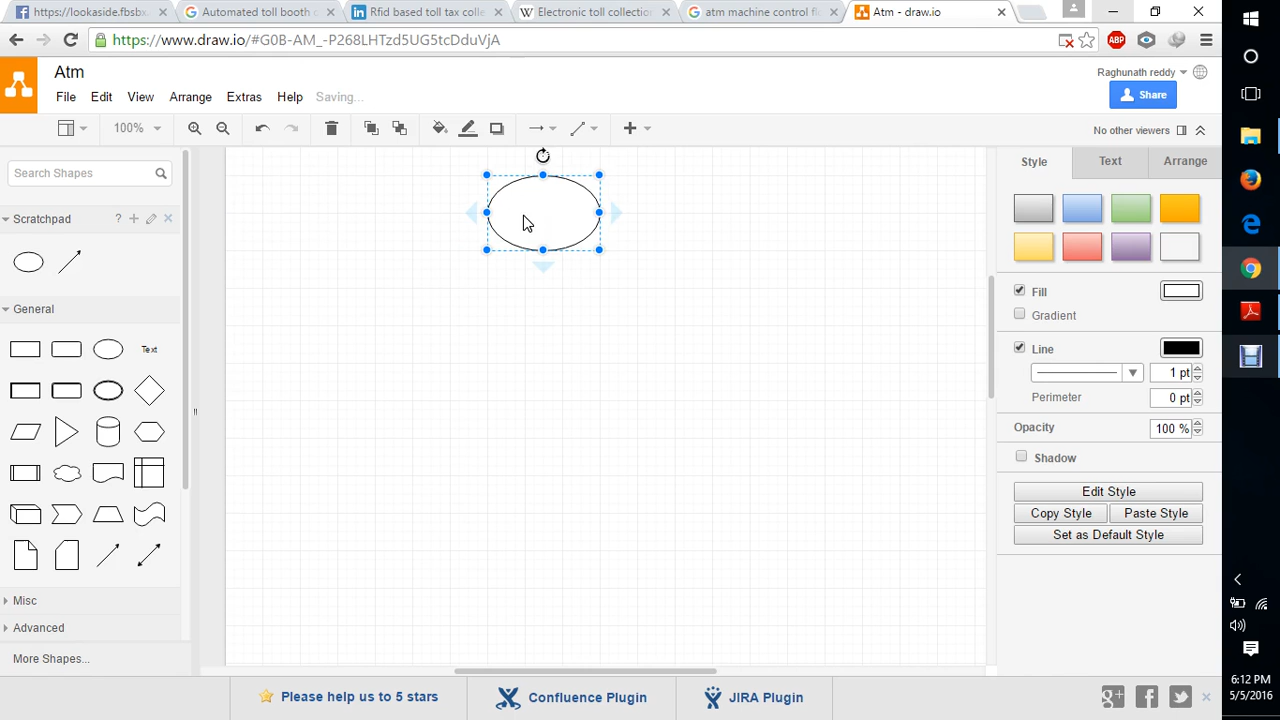 https://lookaside.fbsbx.
Automated toll booth c
Rfid based toll tax colle
Electronic toll collection
atm machine control fl
Atm - draw.io
https://www.draw.io/#G0B-AM_-P268LHTzd5UG5tcDduVjA
ABP
Atm
Raghunath reddy
File Edit View Arrange Extras Help Saving...
Share
100%
No other viewers
Search Shapes
Style Text Arrange
Scratchpad ?
General
Fill
Gradient
Text
Line
1 pt
Perimeter 0 pt
Opacity 100 %
Shadow
Edit Style
Copy Style Paste Style
Set as Default Style
Misc
Advanced
More Shapes...
Please help us to 5 stars
Confluence Plugin
JIRA Plugin
6:12 PM
5/5/2016